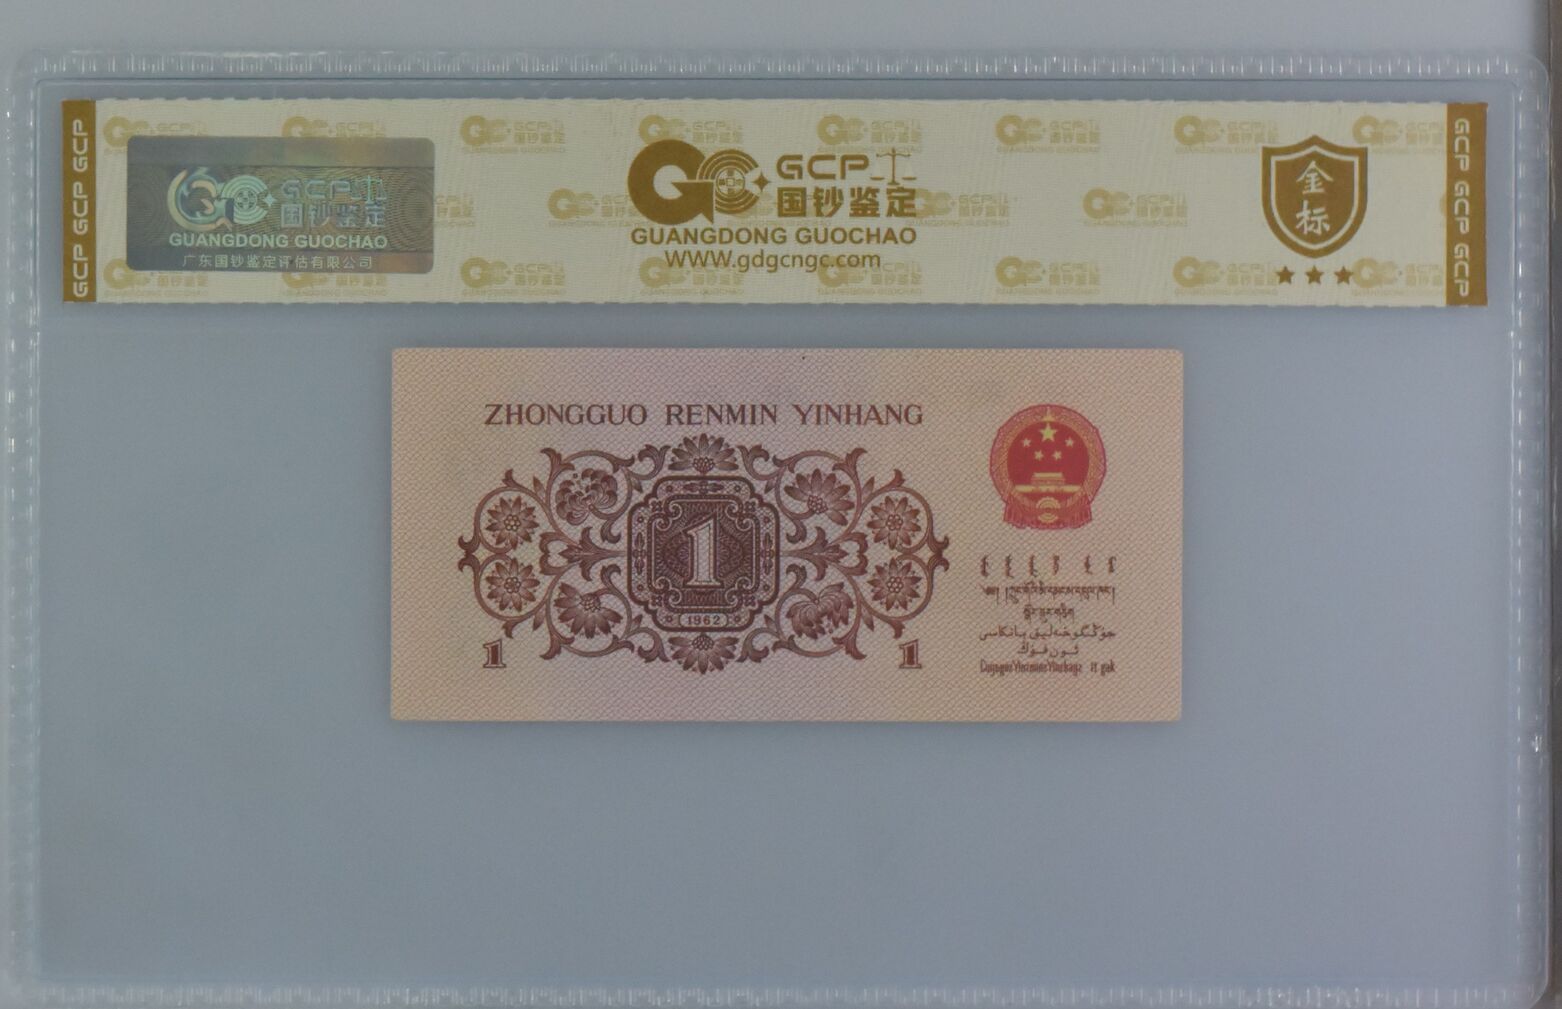 GCP GCP GCP
GCP
国钞鉴定
GUANGDONG GUOCHAO
广东国钞鉴定评估有限公司
GCP
国钞鉴定
GUANGDONG GUOCHAO
www.gdgcngc.com
金
标
GCP GCP GCP
ZHONGGUO RENMIN YINHANG
1
1962
1
1
جۇڭگوخەلىق بانكاسى